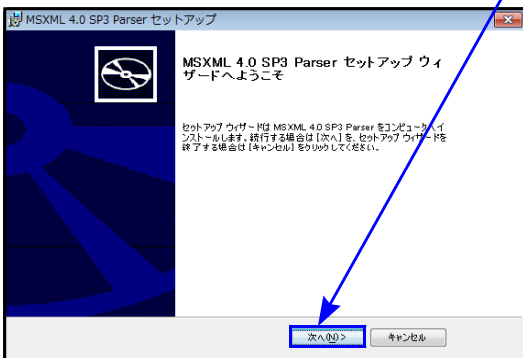 MSXML 4.0 SP3 Parser セットアップ
MSXML 4.0 SP3 Parser セットアップ ウィ
ザードへようこそ
セットアップ ウィザードは MSXML 4.0 SP3 Parser をコンピュータへイ
ンストールします。続行する場合は [次へ] を、セットアップ ウィザードを
終了する場合は [キャンセル] をクリックしてください。
次へ(N) >
キャンセル